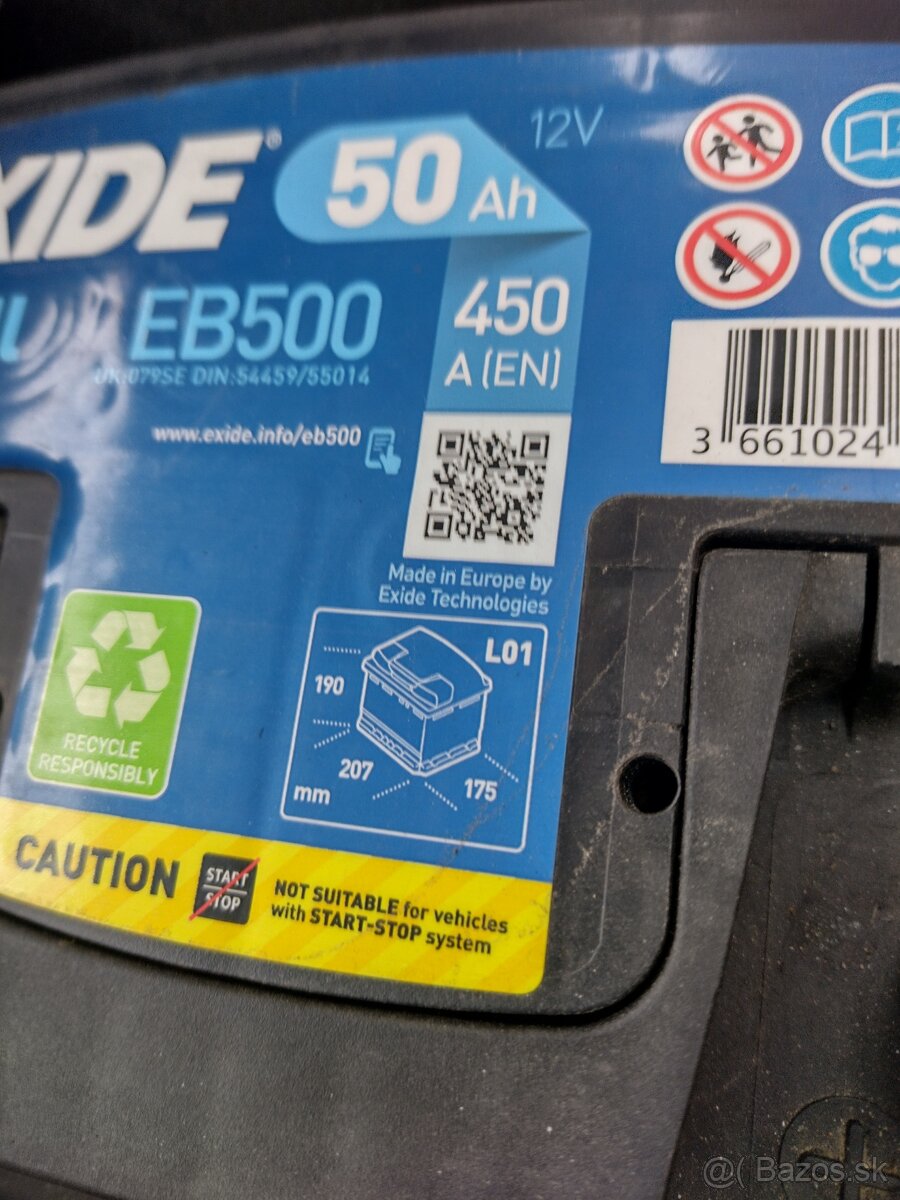 XIDE®
50 Ah
12V
EB500
450
A (EN)
UK:079SE DIN:54459/55014
www.exide.info/eb500
3 661024
Made in Europe by
Exide Technologies
L01
190
207
175
mm
RECYCLE
RESPONSIBLY
CAUTION
START
STOP
NOT SUITABLE for vehicles
with START-STOP system
@( Bazos.sk